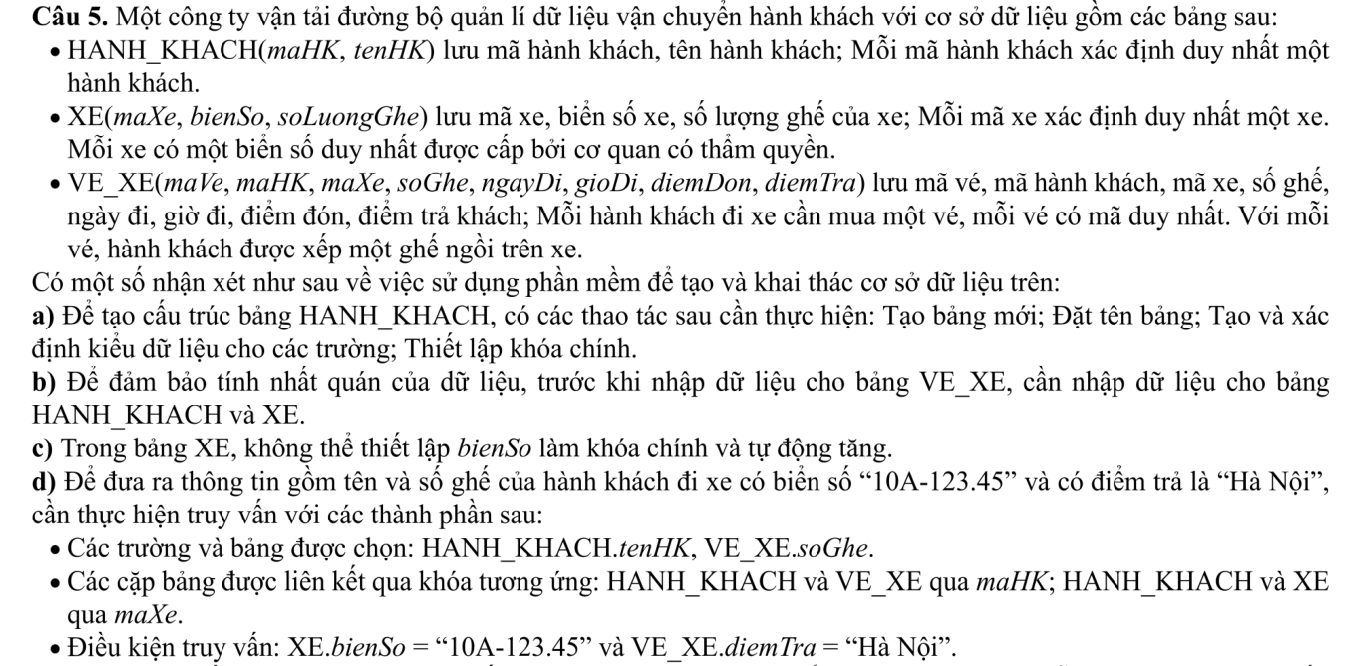 Câu 5. Một công ty vận tải đường bộ quản lí dữ liệu vận chuyển hành khách với cơ sở dữ liệu gồm các bảng sau:
• HANH_KHACH(maHK, tenHK) lưu mã hành khách, tên hành khách; Mỗi mã hành khách xác định duy nhất một
hành khách.
• XE(maXe, bienSo, soLuongGhe) lưu mã xe, biển số xe, số lượng ghế của xe; Mỗi mã xe xác định duy nhất một xe.
Mỗi xe có một biển số duy nhất được cấp bởi cơ quan có thẩm quyền.
• VE_XE(maVe, maHK, maXe, soGhe, ngayDi, gioDi, diemDon, diemTra) lưu mã vé, mã hành khách, mã xe, số ghế,
ngày đi, giờ đi, điểm đón, điểm trả khách; Mỗi hành khách đi xe cần mua một vé, mỗi vé có mã duy nhất. Với mỗi
vé, hành khách được xếp một ghế ngồi trên xe.
Có một số nhận xét như sau về việc sử dụng phần mềm để tạo và khai thác cơ sở dữ liệu trên:
a) Để tạo cấu trúc bảng HANH_KHACH, có các thao tác sau cần thực hiện: Tạo bảng mới; Đặt tên bảng; Tạo và xác
định kiểu dữ liệu cho các trường; Thiết lập khóa chính.
b) Để đảm bảo tính nhất quán của dữ liệu, trước khi nhập dữ liệu cho bảng VE_XE, cần nhập dữ liệu cho bảng
HANH_KHACH và XE.
c) Trong bảng XE, không thể thiết lập bienSo làm khóa chính và tự động tăng.
d) Để đưa ra thông tin gồm tên và số ghế của hành khách đi xe có biển số “10A-123.45” và có điểm trả là “Hà Nội”,
cần thực hiện truy vấn với các thành phần sau:
• Các trường và bảng được chọn: HANH_KHACH.tenHK, VE_XE.soGhe.
• Các cặp bảng được liên kết qua khóa tương ứng: HANH_KHACH và VE_XE qua maHK; HANH_KHACH và XE
qua maXe.
• Điều kiện truy vấn: XE.bienSo = “10A-123.45” và VE_XE.diemTra = “Hà Nội”.